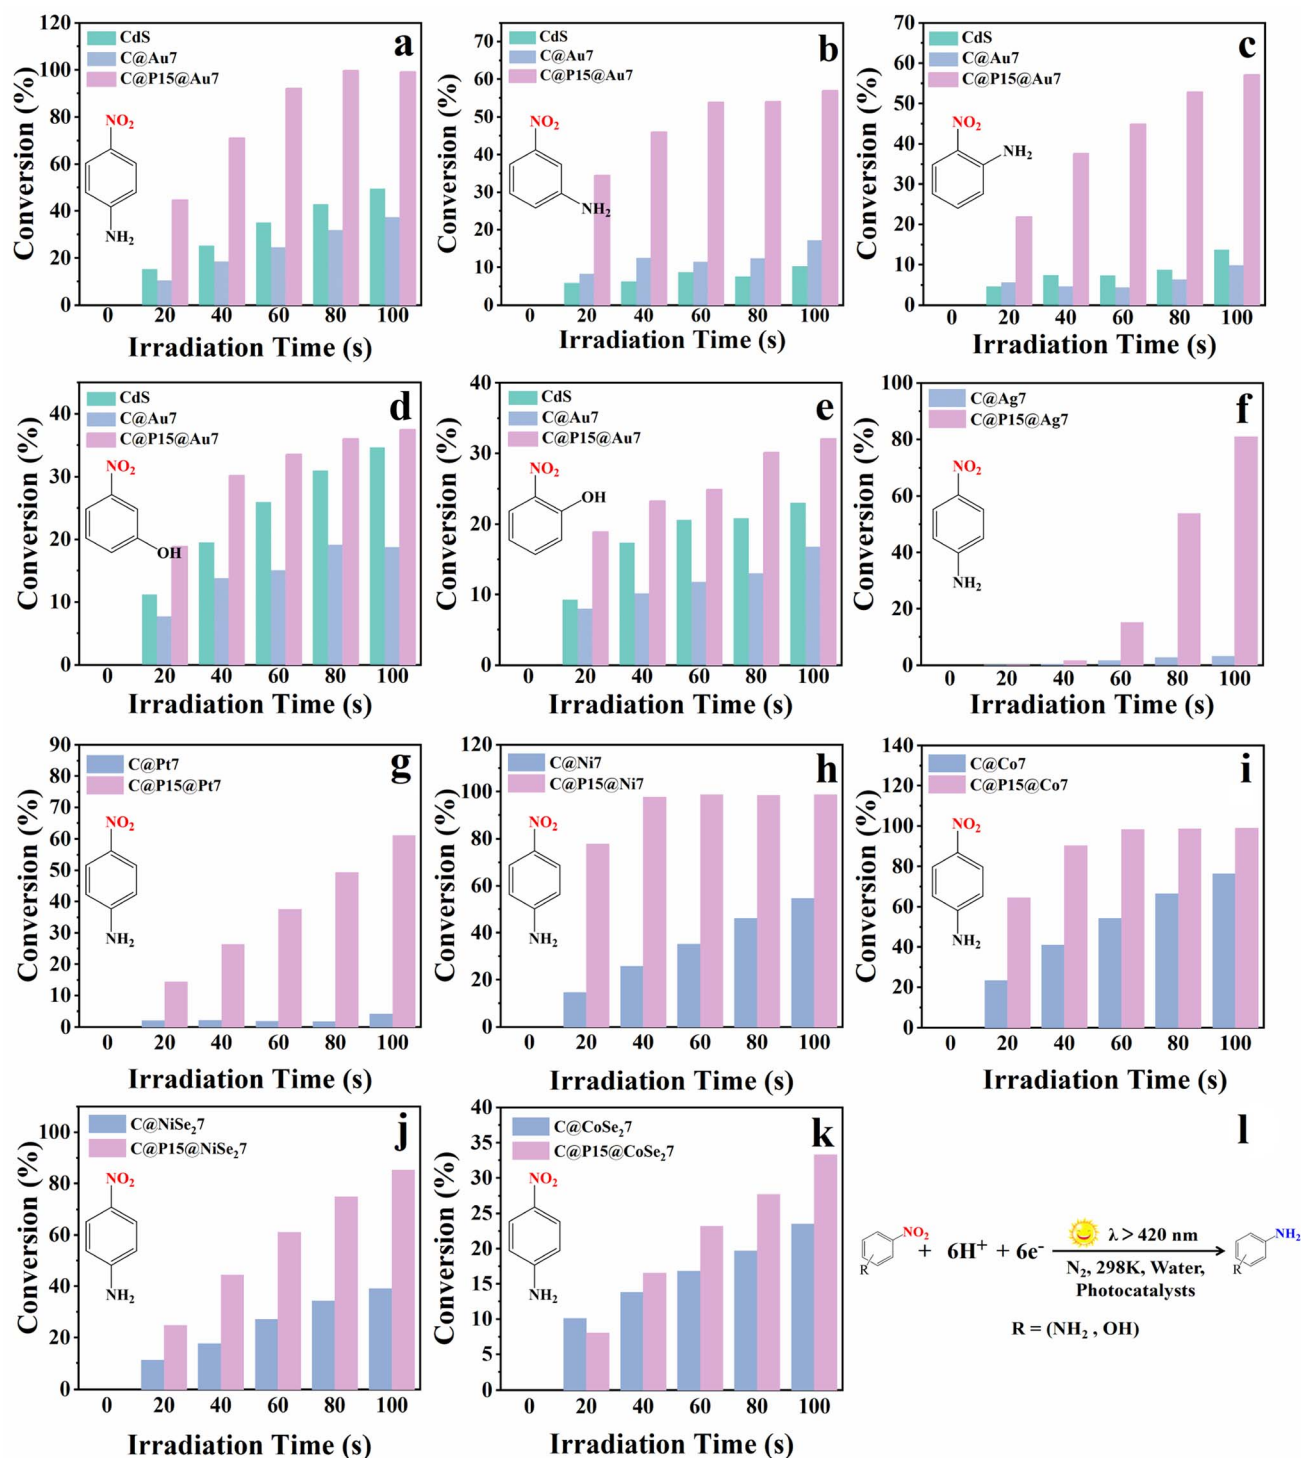 a
CdS
C@Au7
C@P15@Au7
NO2
NH2
Conversion (%)
120
100
80
60
40
20
0
0 20 40 60 80 100
Irradiation Time (s)
b
CdS
C@Au7
C@P15@Au7
NO2
NH2
Conversion (%)
70
60
50
40
30
20
10
0
0 20 40 60 80 100
Irradiation Time (s)
c
CdS
C@Au7
C@P15@Au7
NO2
NH2
Conversion (%)
70
60
50
40
30
20
10
0
0 20 40 60 80 100
Irradiation Time (s)
d
CdS
C@Au7
C@P15@Au7
NO2
OH
Conversion (%)
40
30
20
10
0
0 20 40 60 80 100
Irradiation Time (s)
e
CdS
C@Au7
C@P15@Au7
NO2
OH
Conversion (%)
40
30
20
10
0
0 20 40 60 80 100
Irradiation Time (s)
f
C@Ag7
C@P15@Ag7
NO2
NH2
Conversion (%)
100
80
60
40
20
0
0 20 40 60 80 100
Irradiation Time (s)
g
C@Pt7
C@P15@Pt7
NO2
NH2
Conversion (%)
90
80
70
60
50
40
30
20
10
0
0 20 40 60 80 100
Irradiation Time (s)
h
C@Ni7
C@P15@Ni7
NO2
NH2
Conversion (%)
120
100
80
60
40
20
0
0 20 40 60 80 100
Irradiation Time (s)
i
C@Co7
C@P15@Co7
NO2
NH2
Conversion (%)
140
120
100
80
60
40
20
0
0 20 40 60 80 100
Irradiation Time (s)
j
C@NiSe27
C@P15@NiSe27
NO2
NH2
Conversion (%)
100
80
60
40
20
0
0 20 40 60 80 100
Irradiation Time (s)
k
C@CoSe27
C@P15@CoSe27
NO2
NH2
Conversion (%)
40
35
30
25
20
15
10
5
0
0 20 40 60 80 100
Irradiation Time (s)
l
NO2
R
+ 6H+ + 6e-
λ > 420 nm
N2, 298K, Water,
Photocatalysts
NH2
R
R = (NH2 , OH)